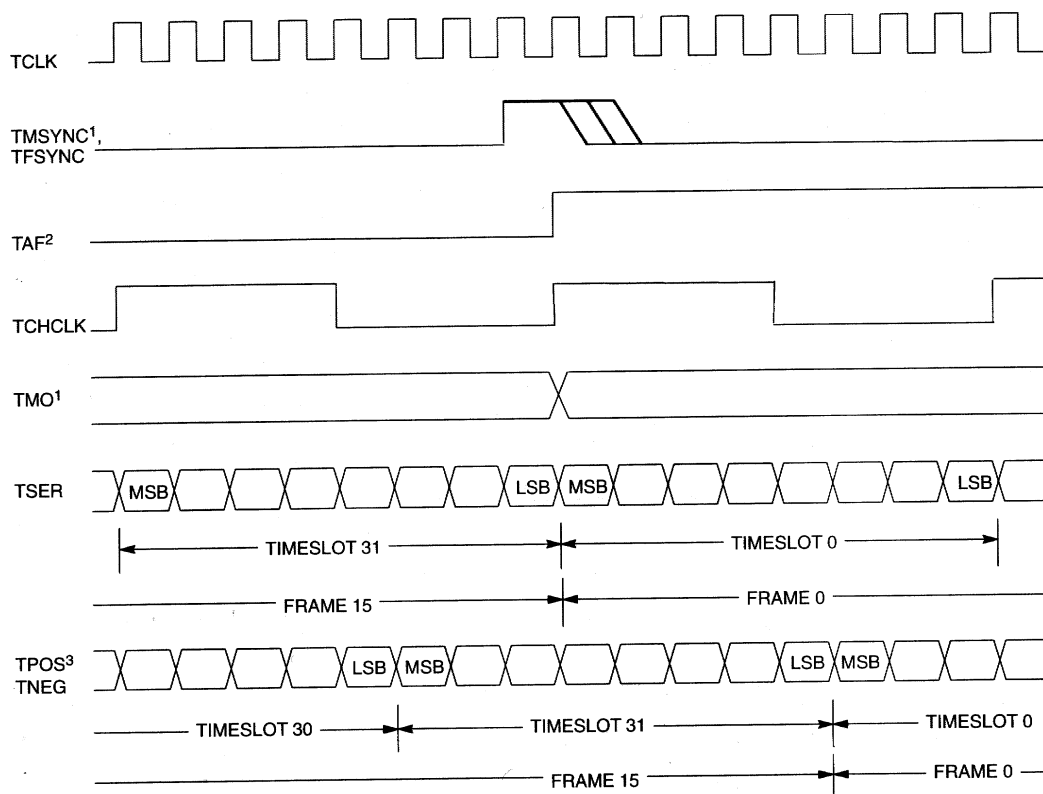 TCLK
TMSYNC¹,
TFSYNC
TAF²
TCHCLK
TMO¹
TSER MSB LSB MSB LSB
TIMESLOT 31 TIMESLOT 0
FRAME 15 FRAME 0
TPOS³
TNEG
LSB MSB LSB MSB
TIMESLOT 30 TIMESLOT 31 TIMESLOT 0
FRAME 15 FRAME 0